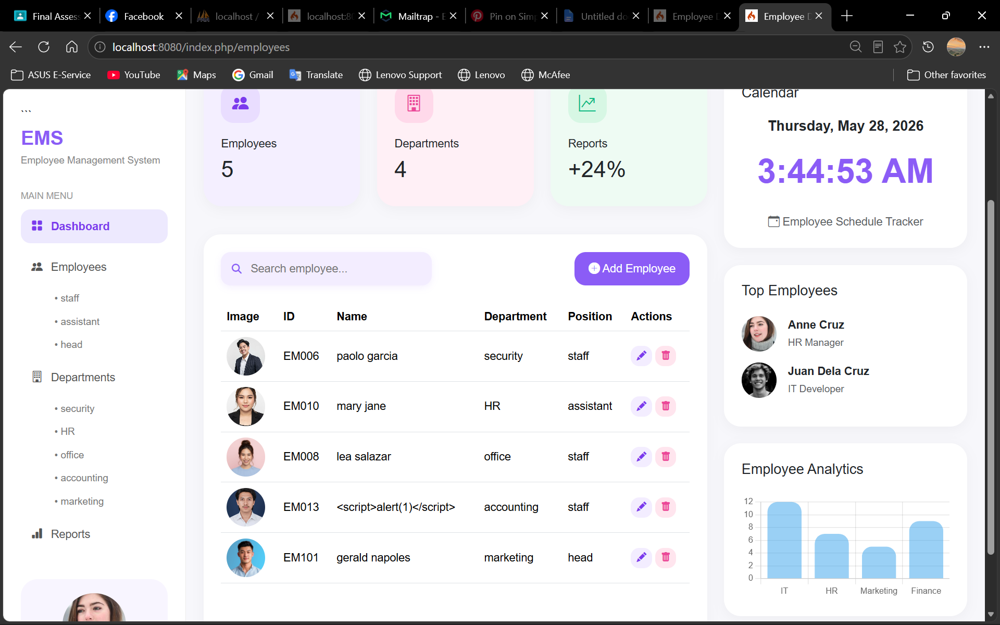 Final Assess
Facebook
localhost /
localhost:80
Mailtrap - E
Pin on Simp
Untitled do
Employee D
Employee D
localhost:8080/index.php/employees
ASUS E-Service
YouTube
Maps
Gmail
Translate
Lenovo Support
Lenovo
McAfee
Other favorites
```
EMS
Employee Management System
MAIN MENU
Dashboard
Employees
• staff
• assistant
• head
Departments
• security
• HR
• office
• accounting
• marketing
Reports
Employees
5
Departments
4
Reports
+24%
Search employee...
Add Employee
Image ID Name Department Position Actions
EM006 paolo garcia security staff
EM010 mary jane HR assistant
EM008 lea salazar office staff
EM013 <script>alert(1)</script> accounting staff
EM101 gerald napoles marketing head
Calendar
Thursday, May 28, 2026
3:44:53 AM
Employee Schedule Tracker
Top Employees
Anne Cruz
HR Manager
Juan Dela Cruz
IT Developer
Employee Analytics
12
10
8
6
4
2
0
IT HR Marketing Finance